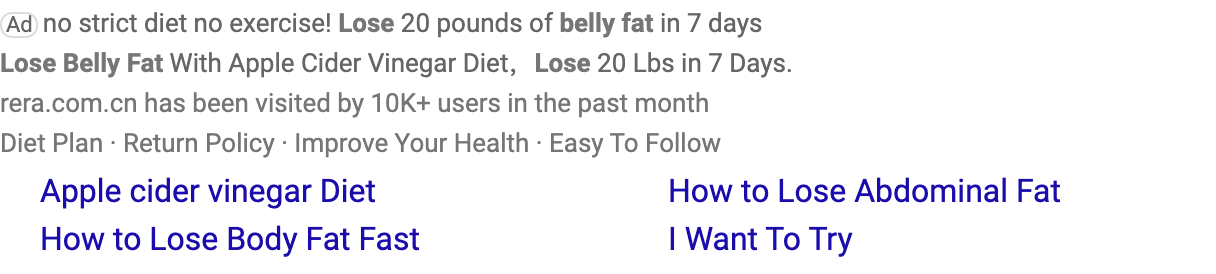 Ad no strict diet no exercise! Lose 20 pounds of belly fat in 7 days
Lose Belly Fat With Apple Cider Vinegar Diet，Lose 20 Lbs in 7 Days.
rera.com.cn has been visited by 10K+ users in the past month
Diet Plan · Return Policy · Improve Your Health · Easy To Follow
Apple cider vinegar Diet
How to Lose Abdominal Fat
How to Lose Body Fat Fast
I Want To Try